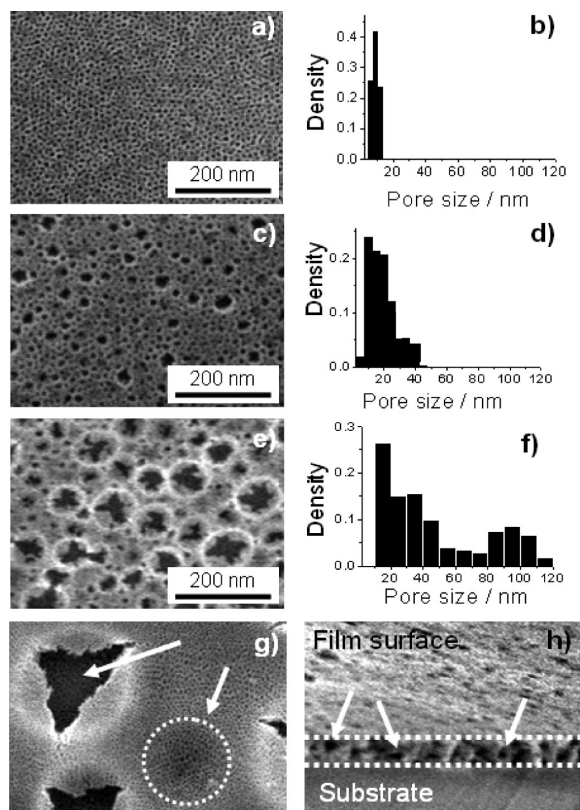 a)
200 nm
b)
Density
0.4
0.3
0.2
0.1
0.0
20 40 60 80 100 120
Pore size / nm
c)
200 nm
d)
Density
0.2
0.1
0.0
20 40 60 80 100 120
Pore size / nm
e)
200 nm
f)
Density
0.3
0.2
0.1
0.0
20 40 60 80 100 120
Pore size / nm
g)
h)
Film surface
Substrate